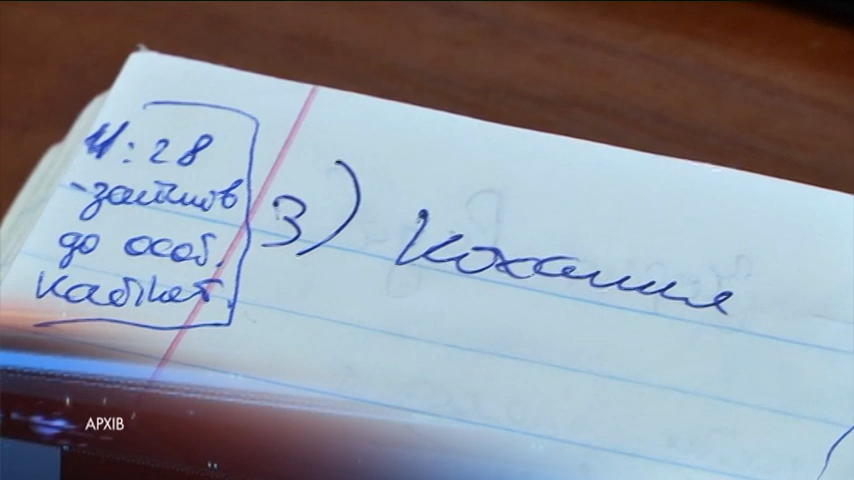 11:28
-зайшов
до особ.
кабінет.
3) Кохання
АРХІВ